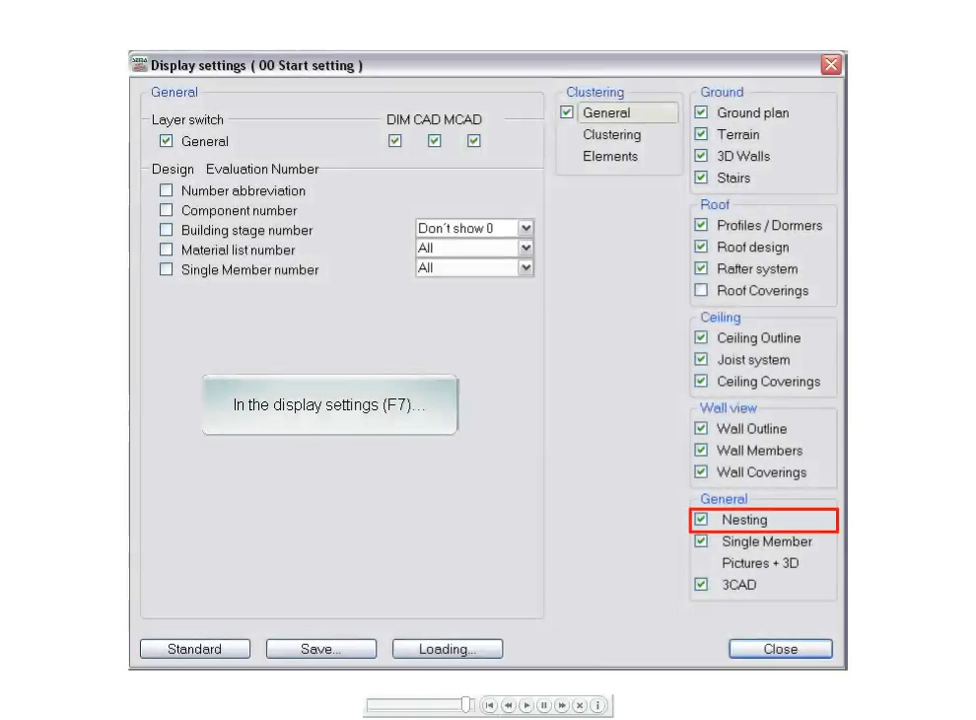 Display settings ( 00 Start setting )
General
Layer switch DIM CAD MCAD
General
Design Evaluation Number
Number abbreviation
Component number
Building stage number Don´t show 0
Material list number All
Single Member number All
In the display settings (F7)...
Standard
Save...
Loading...
Clustering
General
Clustering
Elements
Ground
Ground plan
Terrain
3D Walls
Stairs
Roof
Profiles / Dormers
Roof design
Rafter system
Roof Coverings
Ceiling
Ceiling Outline
Joist system
Ceiling Coverings
Wall view
Wall Outline
Wall Members
Wall Coverings
General
Nesting
Single Member
Pictures + 3D
3CAD
Close